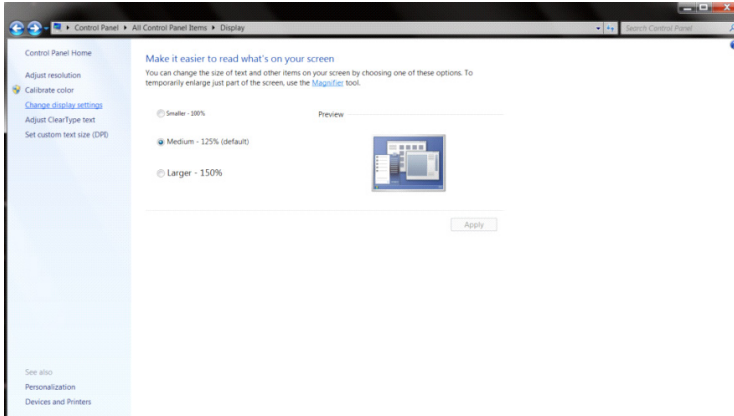 Control Panel ▸ All Control Panel Items ▸ Display
Search Control Panel
Control Panel Home
Adjust resolution
Calibrate color
Change display settings
Adjust ClearType text
Set custom text size (DPI)
See also
Personalization
Devices and Printers
Make it easier to read what's on your screen
You can change the size of text and other items on your screen by choosing one of these options. To
temporarily enlarge just part of the screen, use the Magnifier tool.
Smaller - 100%
Preview
Medium - 125% (default)
Larger - 150%
Apply